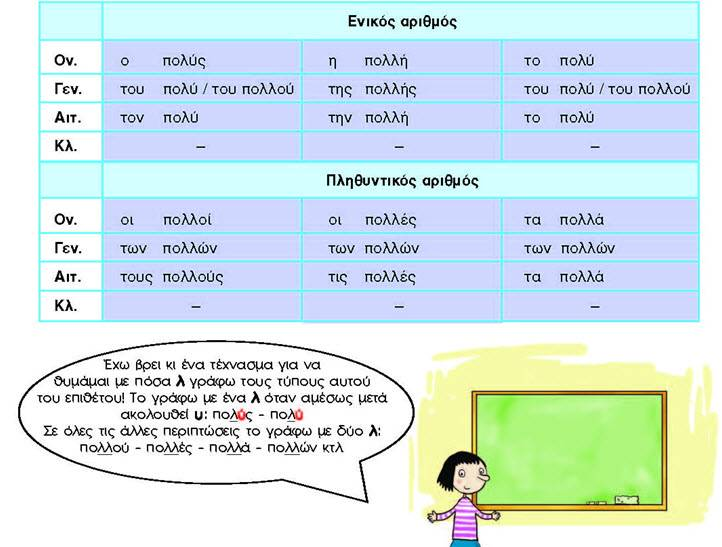 Ενικός αριθμός
Ον. ο πολύς η πολλή το πολύ
Γεν. του πολύ / του πολλού της πολλής του πολύ / του πολλού
Αιτ. τον πολύ την πολλή το πολύ
Κλ. – – –
Πληθυντικός αριθμός
Ον. οι πολλοί οι πολλές τα πολλά
Γεν. των πολλών των πολλών των πολλών
Αιτ. τους πολλούς τις πολλές τα πολλά
Κλ. – – –
Έχω βρει κι ένα τέχνασμα για να
θυμάμαι με πόσα λ γράφω τους τύπους αυτού
του επιθέτου! Το γράφω με ένα λ όταν αμέσως μετά
ακολουθεί υ: πολύς - πολύ
Σε όλες τις άλλες περιπτώσεις το γράφω με δύο λ:
πολλού - πολλές - πολλά - πολλών κτλ